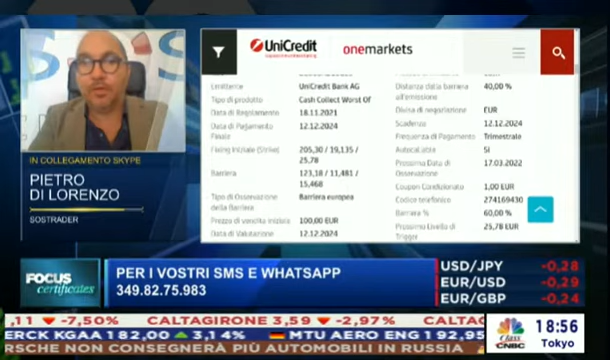 UniCredit
onemarkets
Emittente UniCredit Bank AG
Tipo di prodotto Cash Collect Worst Of
Data di Regolamento 18.11.2021
Data di Pagamento Finale 12.12.2024
Fixing Iniziale (Strike) 205,30 / 19,135 / 25,78
Barriera 123,18 / 11,481 / 15,468
Tipo di Osservazione della Barriera Barriera europea
Prezzo di vendita iniziale 100,00 EUR
Data di Valutazione 12.12.2024
Distanza dalla barriera all'emissione 40,00 %
Divisa di negoziazione EUR
Scadenza 12.12.2024
Frequenza di Pagamento Trimestrale
Autocallable Sì
Prossima Data di Osservazione 17.03.2022
Coupon Condizionato 1,00 EUR
Codice telefonico 274169430
Barriera % 60,00 %
Prossimo Livello di Trigger 25,78 EUR
IN COLLEGAMENTO SKYPE
PIETRO
DI LORENZO
SOSTRADER
FOCUS
certificates
PER I VOSTRI SMS E WHATSAPP
349.82.75.983
USD/JPY -0,28
EUR/USD -0,29
EUR/GBP -0,24
,11 -7,50% CALTAGIRONE 3,59 -2,97% CALTAG
ERCK KGAA 182,00 3,14% MTU AERO ENG 192,95
RSCHE NON CONSEGNERÀ PIÙ AUTOMOBILI IN RUSSIA
Class
CNBC
18:56
Tokyo